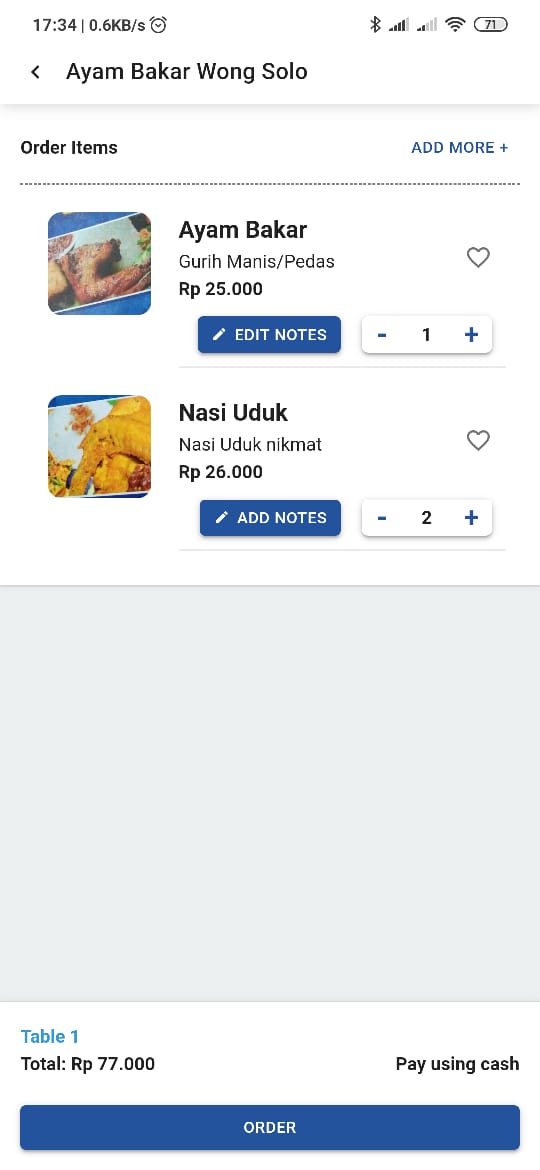 17:34 | 0.6KB/s
71
Ayam Bakar Wong Solo
Order Items
ADD MORE +
Ayam Bakar
Gurih Manis/Pedas
Rp 25.000
EDIT NOTES
- 1 +
Nasi Uduk
Nasi Uduk nikmat
Rp 26.000
ADD NOTES
- 2 +
Table 1
Total: Rp 77.000
Pay using cash
ORDER